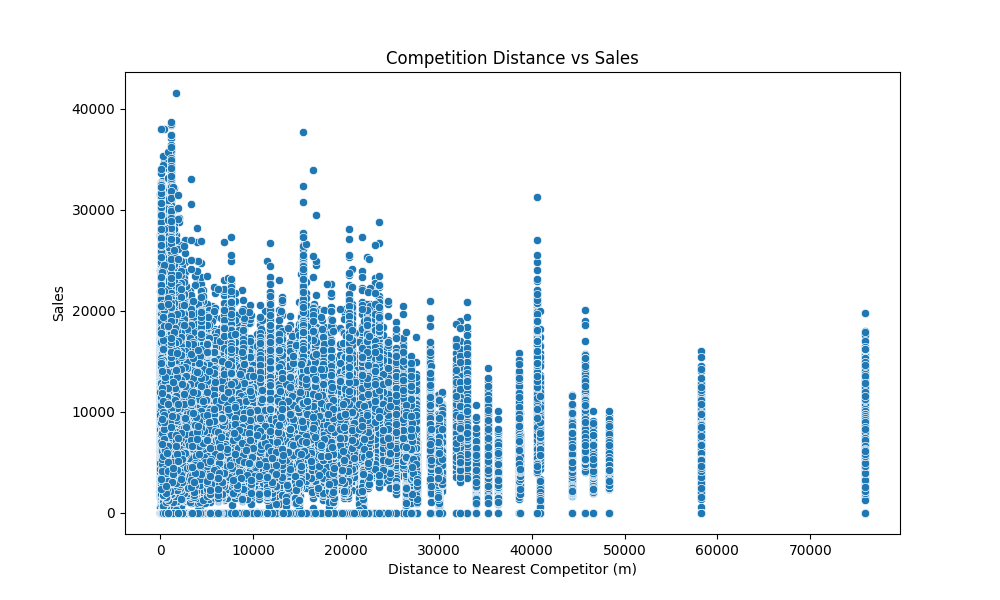 Competition Distance vs Sales
40000
30000
20000
10000
0
Sales
0 10000 20000 30000 40000 50000 60000 70000
Distance to Nearest Competitor (m)